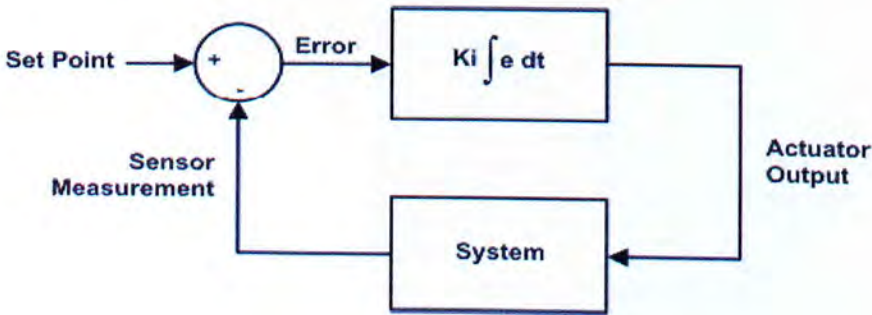 Set Point
+
-
Error
Ki ∫ e dt
Actuator
Output
Sensor
Measurement
System